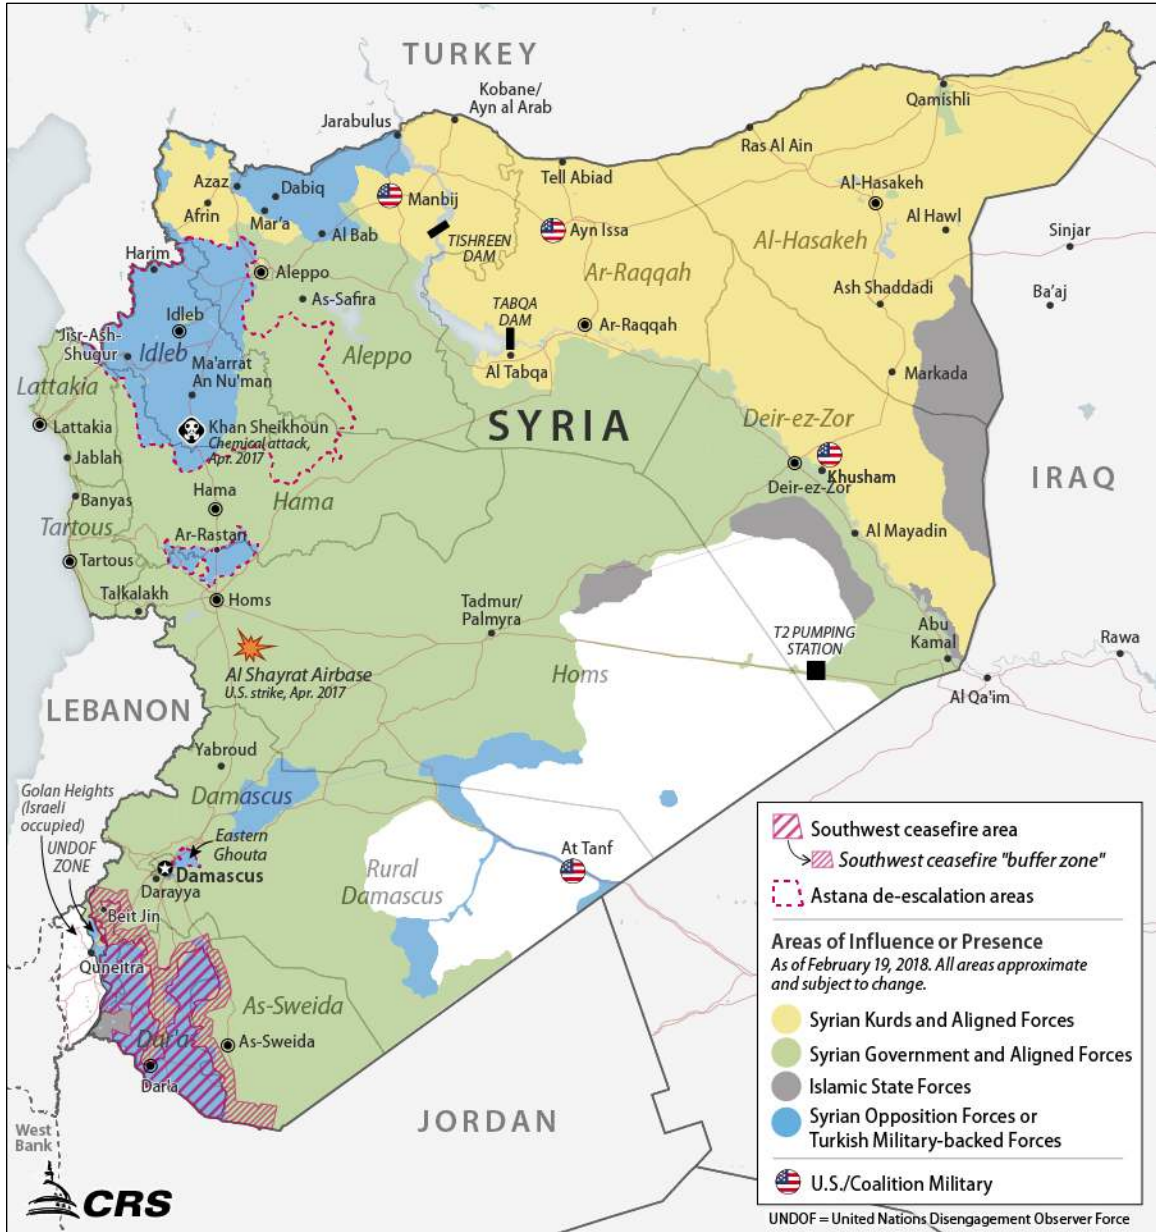 TURKEY
Kobane/
Ayn al Arab
Qamishli
Jarabulus
Ras Al Ain
Azaz
Dabiq
Tell Abiad
Al-Hasakeh
Manbij
Afrin
Mar'a
Al Bab
Ayn Issa
Al Hawl
Sinjar
TISHREEN
DAM
Al-Hasakeh
Harim
Aleppo
Ar-Raqqah
As-Safira
Ash Shaddadi
Ba'aj
Idleb
TABQA
DAM
Ar-Raqqah
Jisr-Ash-
Shugur
Idleb
Aleppo
Ma'arrat
An Nu'man
Al Tabqa
Markada
Lattakia
SYRIA
Deir-ez-Zor
Lattakia
Khan Sheikhoun
Chemical attack,
Apr. 2017
Jablah
Khusham
Deir-ez-Zor
IRAQ
Hama
Banyas
Hama
Tartous
Ar-Rastan
Al Mayadin
Tartous
Talkalakh
Homs
Tadmur/
Palmyra
Abu
Kamal
T2 PUMPING
STATION
Rawa
Al Shayrat Airbase
U.S. strike, Apr. 2017
Homs
Al Qa'im
LEBANON
Yabroud
Golan Heights
(Israeli
occupied)
Damascus
UNDOF
ZONE
Eastern
Ghouta
At Tanf
Damascus
Darayya
Rural
Damascus
Beit Jin
Quneitra
As-Sweida
Dar'a
As-Sweida
Dar'a
JORDAN
West
Bank
CRS
Southwest ceasefire area
Southwest ceasefire "buffer zone"
Astana de-escalation areas
Areas of Influence or Presence
As of February 19, 2018. All areas approximate
and subject to change.
Syrian Kurds and Aligned Forces
Syrian Government and Aligned Forces
Islamic State Forces
Syrian Opposition Forces or
Turkish Military-backed Forces
U.S./Coalition Military
UNDOF = United Nations Disengagement Observer Force